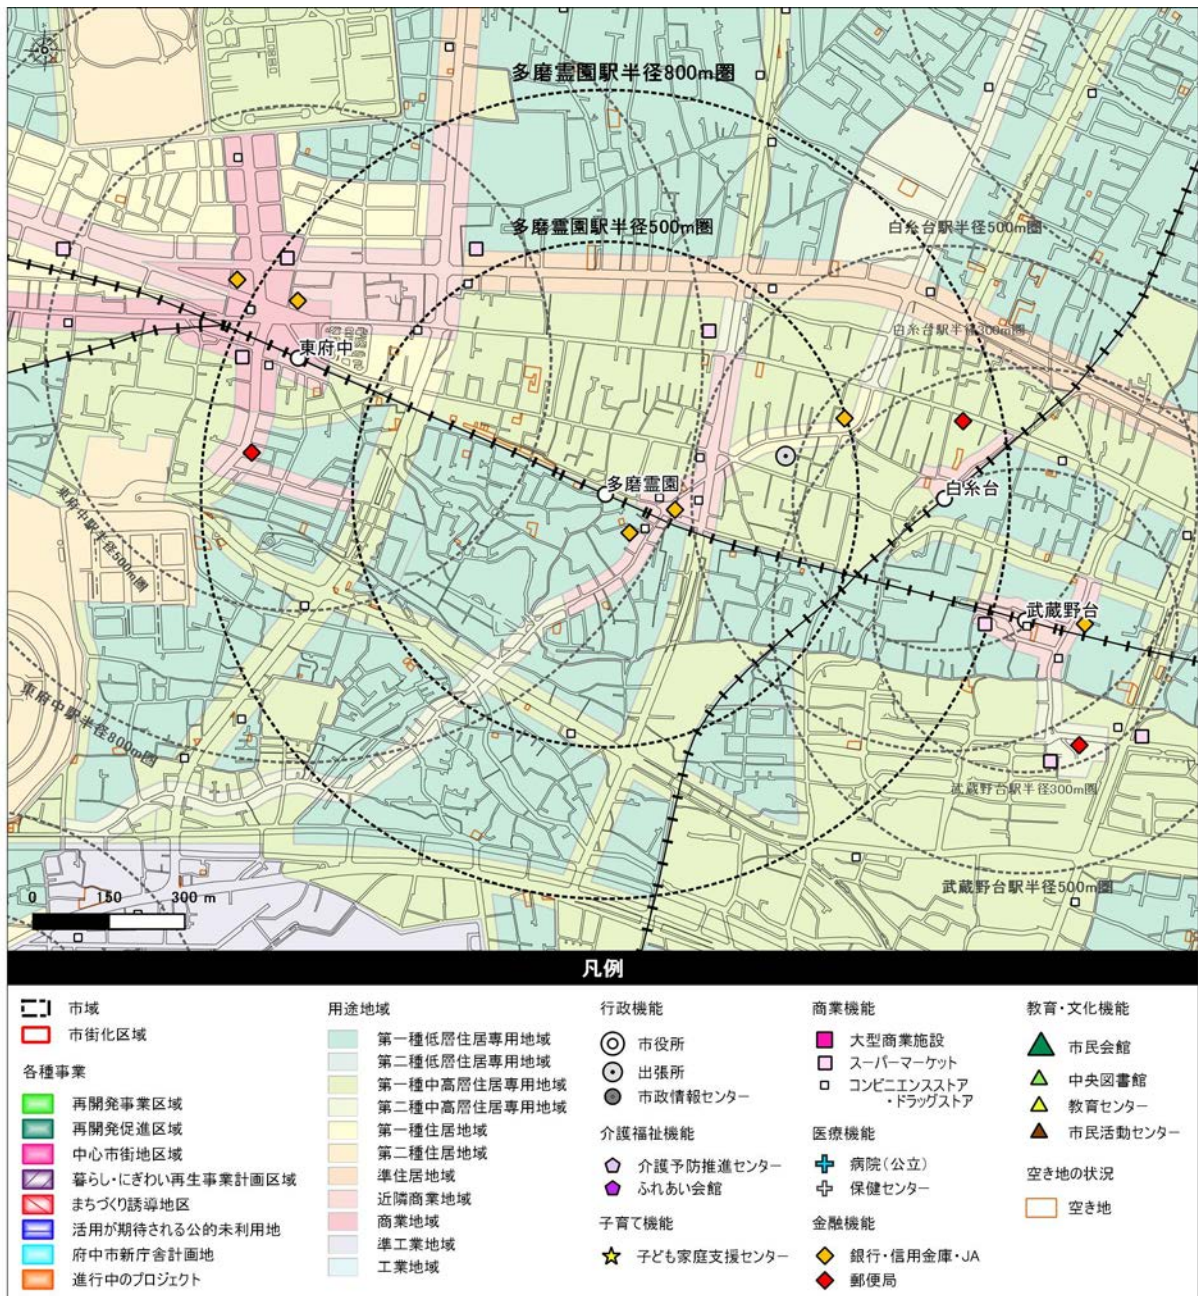 多磨霊園駅半径800m圏
多磨霊園駅半径500m圏
白糸台駅半径500m圏
白糸台駅半径300m圏
東府中
多磨霊園
白糸台
東府中駅半径500m圏
武蔵野台
東府中駅半径800m圏
武蔵野台駅半径300m圏
武蔵野台駅半径500m圏
0 150 300 m
凡例
市域
市街化区域
各種事業
再開発事業区域
再開発促進区域
中心市街地区域
暮らし・にぎわい再生事業計画区域
まちづくり誘導地区
活用が期待される公的未利用地
府中市新庁舎計画地
進行中のプロジェクト
用途地域
第一種低層住居専用地域
第二種低層住居専用地域
第一種中高層住居専用地域
第二種中高層住居専用地域
第一種住居地域
第二種住居地域
準住居地域
近隣商業地域
商業地域
準工業地域
工業地域
行政機能
市役所
出張所
市政情報センター
介護福祉機能
介護予防推進センター
ふれあい会館
子育て機能
子ども家庭支援センター
商業機能
大型商業施設
スーパーマーケット
コンビニエンスストア
・ドラッグストア
医療機能
病院(公立)
保健センター
金融機能
銀行・信用金庫・JA
郵便局
教育・文化機能
市民会館
中央図書館
教育センター
市民活動センター
空き地の状況
空き地